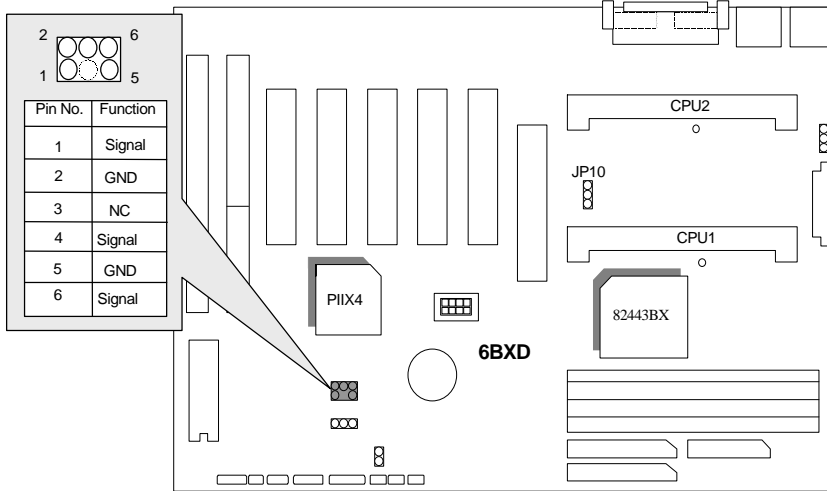 2 6
1 5
Pin No. Function
1 Signal
2 GND
3 NC
4 Signal
5 GND
6 Signal
CPU2
JP10
CPU1
PIIX4
82443BX
6BXD